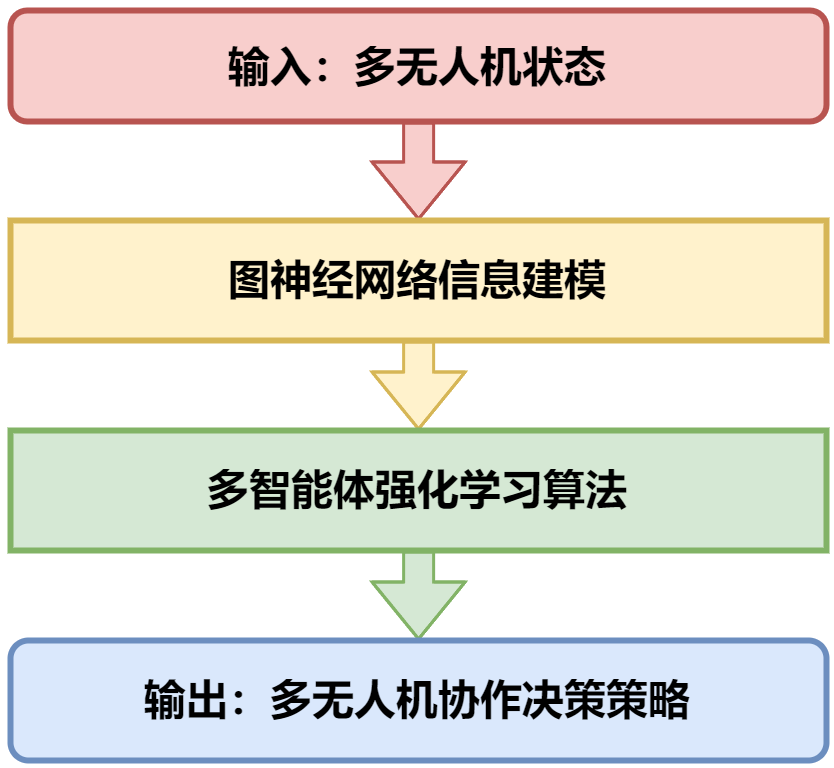 输入：多无人机状态
图神经网络信息建模
多智能体强化学习算法
输出：多无人机协作决策策略